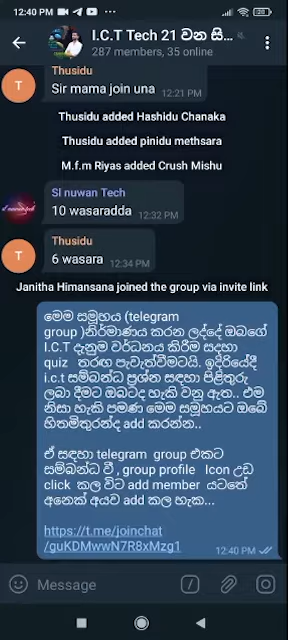 12:40 PM
I.C.T Tech 21 වන සි...
287 members, 35 online
Thusidu
Sir mama join una
12:21 PM
Thusidu added Hashidu Chanaka
Thusidu added pinidu methsara
M.f.m Riyas added Crush Mishu
Sl nuwan Tech
10 wasaradda
12:32 PM
T
Thusidu
6 wasara
12:34 PM
Janitha Himansana joined the group via invite link
මෙම සමූහය (telegram
group )නිර්මාණය කරන ලද්දේ ඔබගේ
I.C.T දැනුම වර්ධනය කිරීම සදහා
quiz තරඟ පැවැත්වීමටයි. ඉදිරියේදී
i.c.t සම්බන්ධ ප්‍රශ්න සඳහා පිළිතුරු
ලබා දීමට ඔබටද හැකි වනු ඇත.. එම
නිසා හැකි පමණ මෙම සමූහයට ඔබේ
හිතමිතුරන්ද add කරන්න..
ඒ සඳහා telegram group එකට
සම්බන්ධ වී , group profile Icon උඩ
click කල විට add member යටතේ
අනෙක් අයව add කල හැක...
https://t.me/joinchat
/guKDMwwN7R8xMzg1
12:40 PM
Message